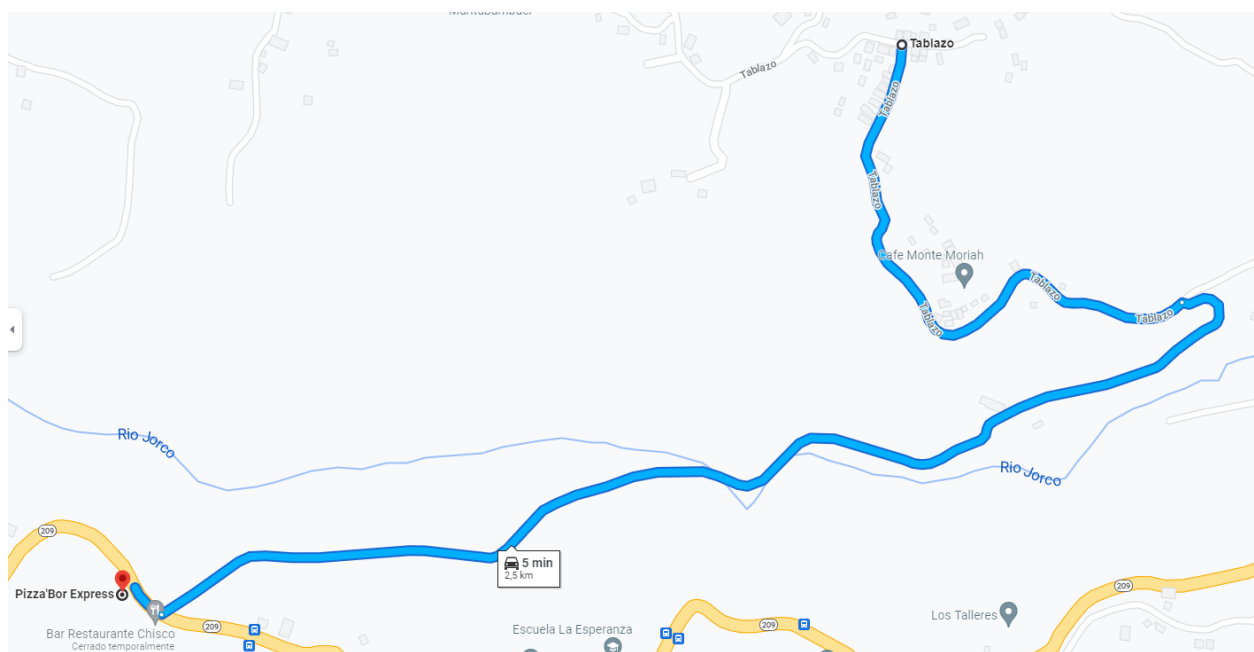 Tablazo
Tablazo
Tablazo
Tablazo
Cafe Monte Moriah
Tablazo
Tablazo
Tablazo
Rio Jorco
Rio Jorco
209
5 min
2,5 km
209
Pizza'Bor Express
Los Talleres
209
Bar Restaurante Chisco
Cerrado temporalmente
209
Escuela La Esperanza